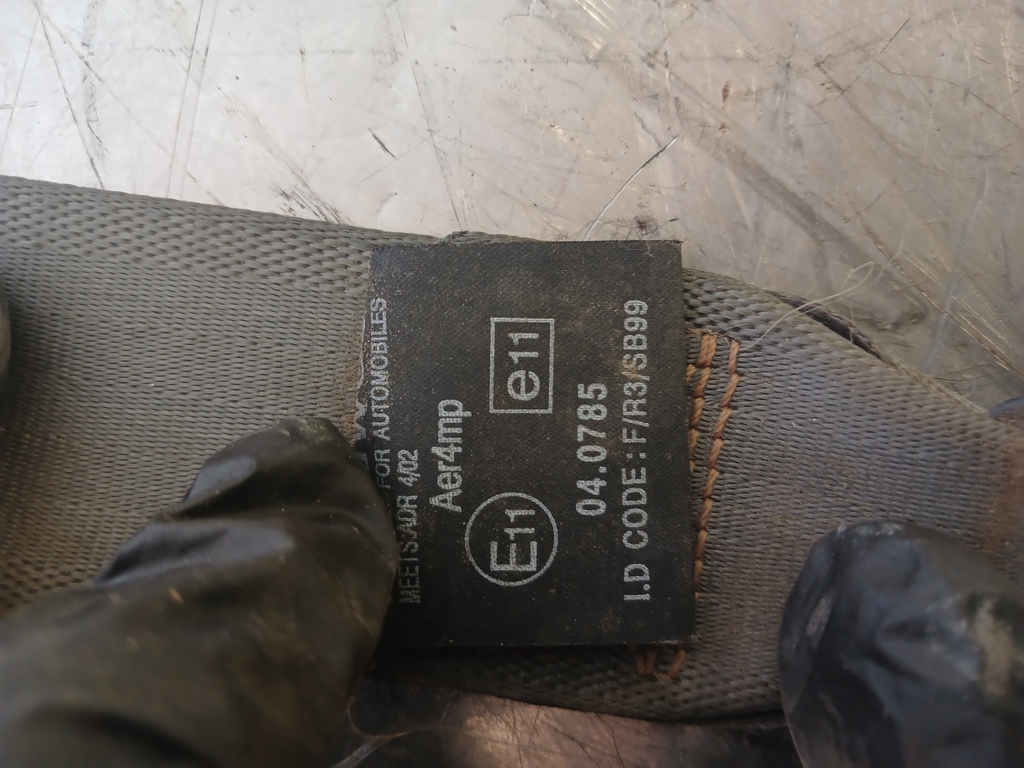 FOR AUTOMOBILES
MEETS ADR 4/02
Aer4mp
E11 e11
04.0785
I.D CODE : F/R3/SB99